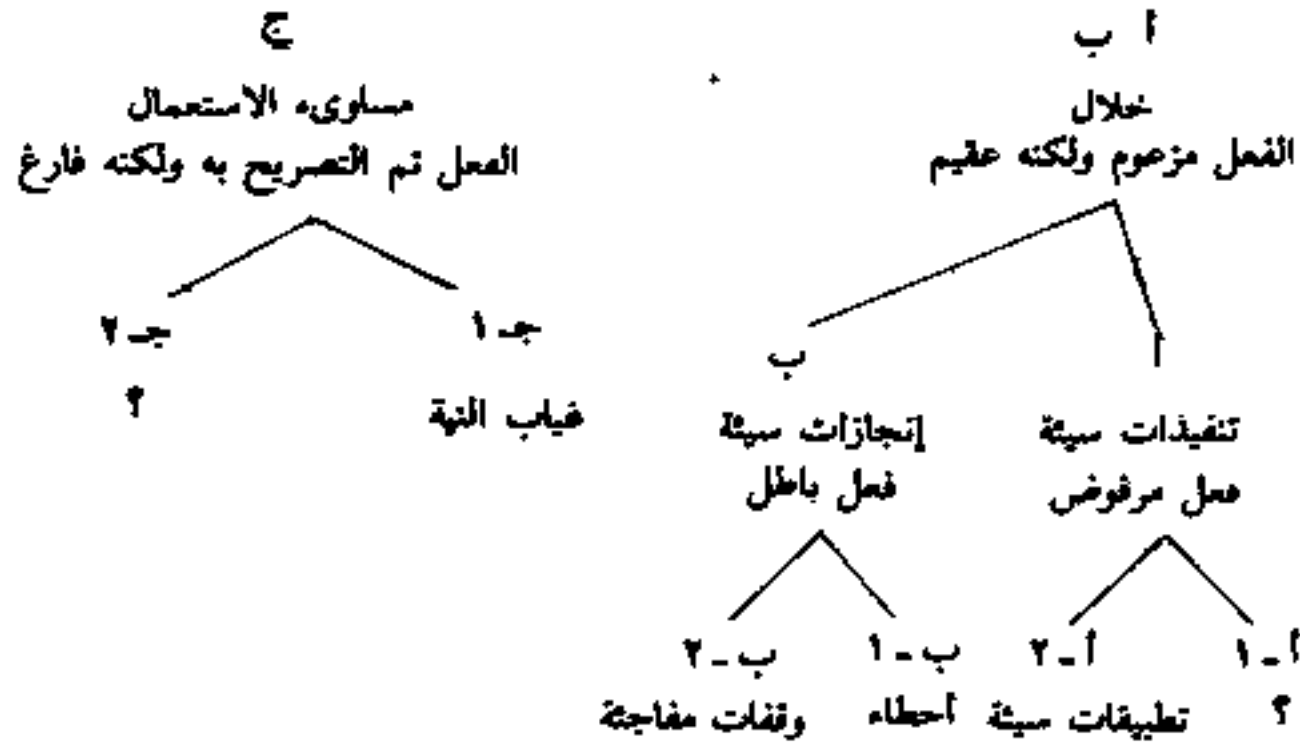 أ ب
خلال
الفعل مزعوم ولكنه عقيم
ج
مساوىء الاستعمال
الفعل تم التصريح به ولكنه فارغ
أ
تنفيذات سيئة
فعل مرفوض
ب
إنجازات سيئة
فعل باطل
جـ ١
غياب النية
جـ ٢
؟
أ - ١
؟
أ - ٢
تطبيقات سيئة
ب - ١
أخطاء
ب - ٢
وقفات مفاجئة